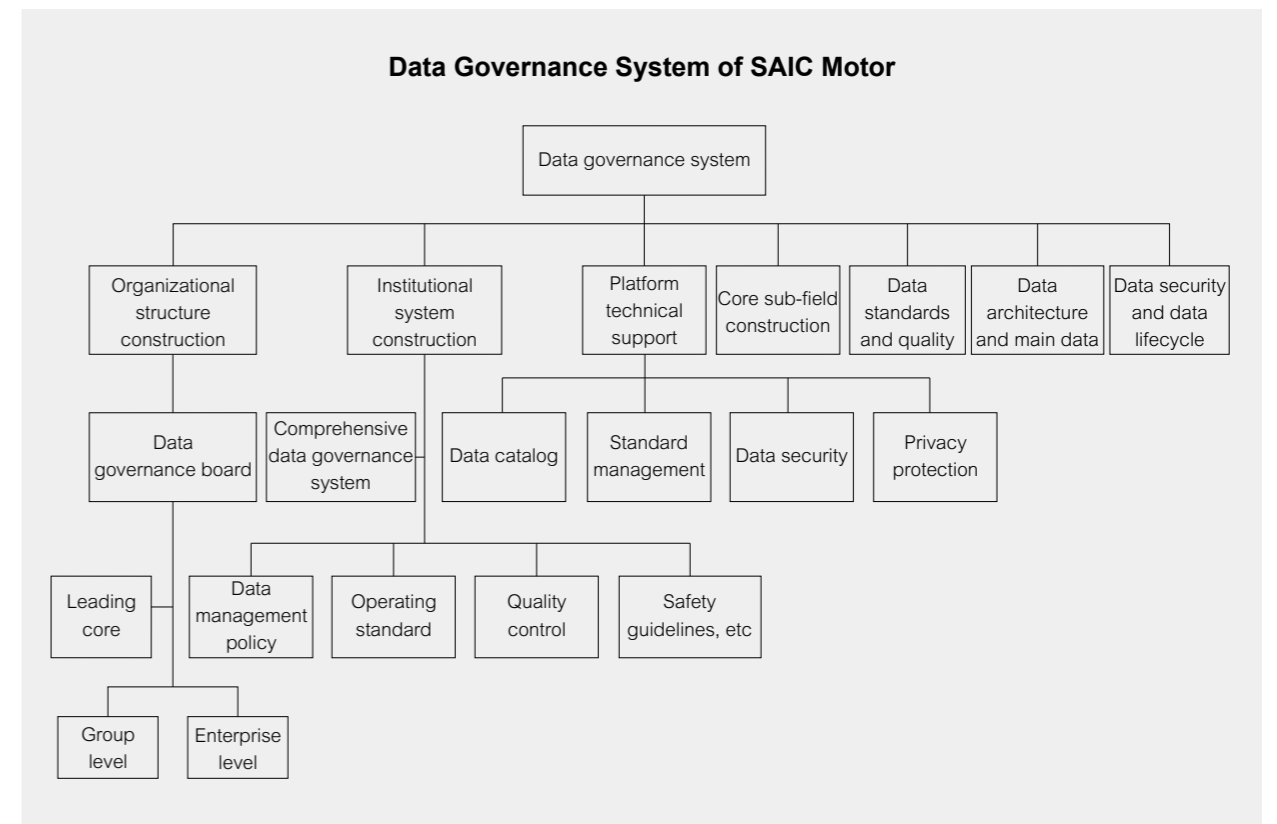 Data Governance System of SAIC Motor
Data governance system
Organizational
structure
construction
Institutional
system
construction
Platform
technical
support
Core sub-field
construction
Data
standards
and quality
Data
architecture
and main data
Data security
and data
lifecycle
Data
governance board
Comprehensive
data governance
system
Data catalog
Standard
management
Data security
Privacy
protection
Leading
core
Data
management
policy
Operating
standard
Quality
control
Safety
guidelines, etc
Group
level
Enterprise
level